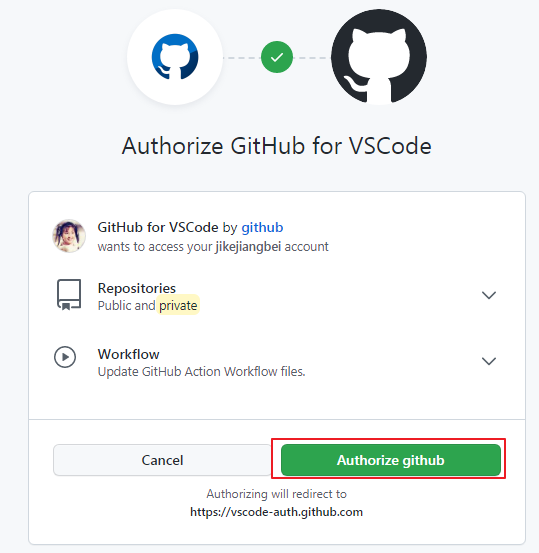 Authorize GitHub for VSCode
GitHub for VSCode by github
wants to access your jikejiangbei account
Repositories
Public and private
Workflow
Update GitHub Action Workflow files.
Cancel
Authorize github
Authorizing will redirect to
https://vscode-auth.github.com